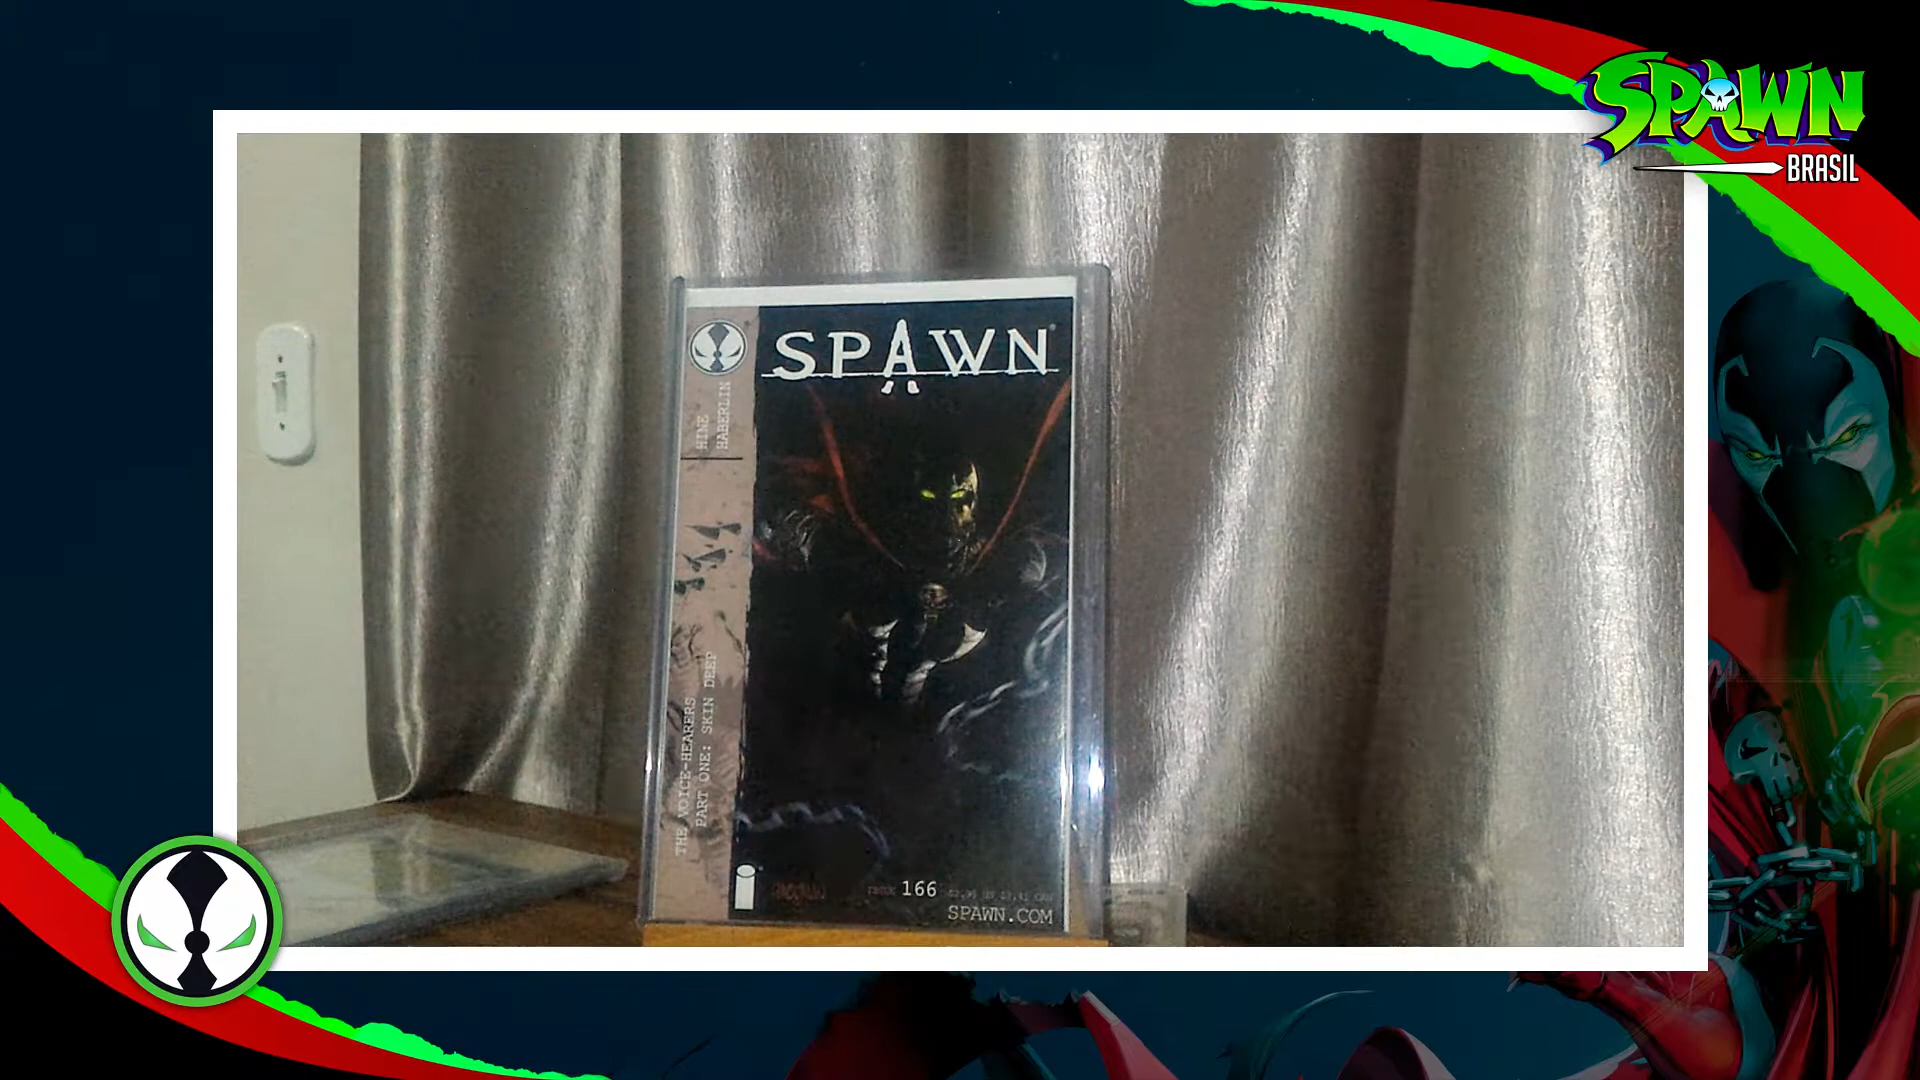 SPAWN
BRASIL
SPAWN
HINE
HABERLIN
THE VOICE-HEARERS
PART ONE: SKIN DEEP
166
SPAWN.COM